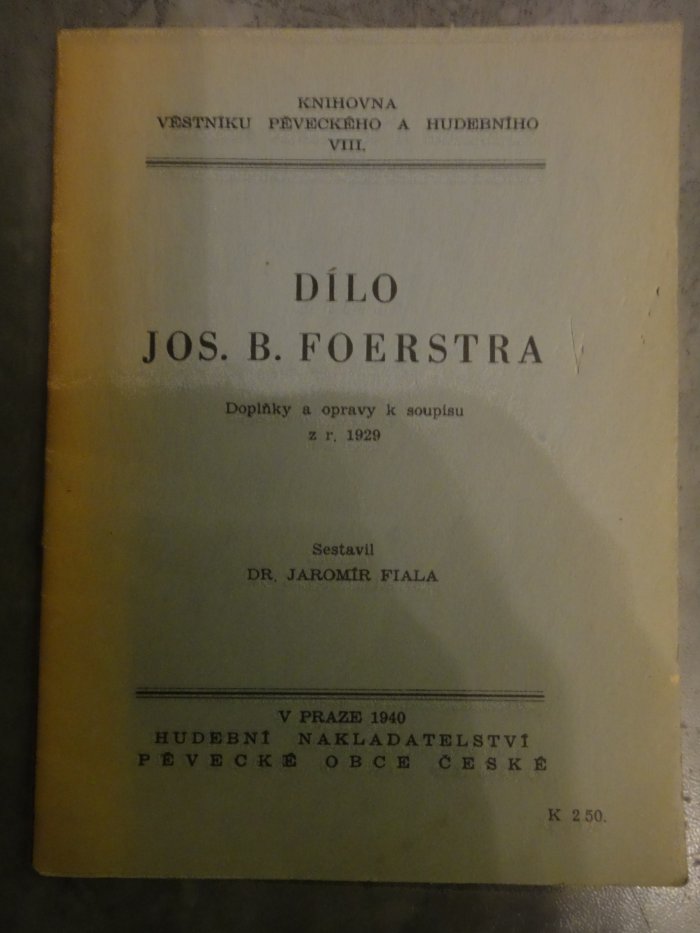 KNIHOVNA
VĚSTNÍKU PĚVECKÉHO A HUDEBNÍHO
VIII.
DÍLO
JOS. B. FOERSTRA
Doplňky a opravy k soupisu
z r. 1929
Sestavil
DR. JAROMÍR FIALA
V PRAZE 1940
HUDEBNÍ NAKLADATELSTVÍ
PĚVECKÉ OBCE ČESKÉ
K 2.50.